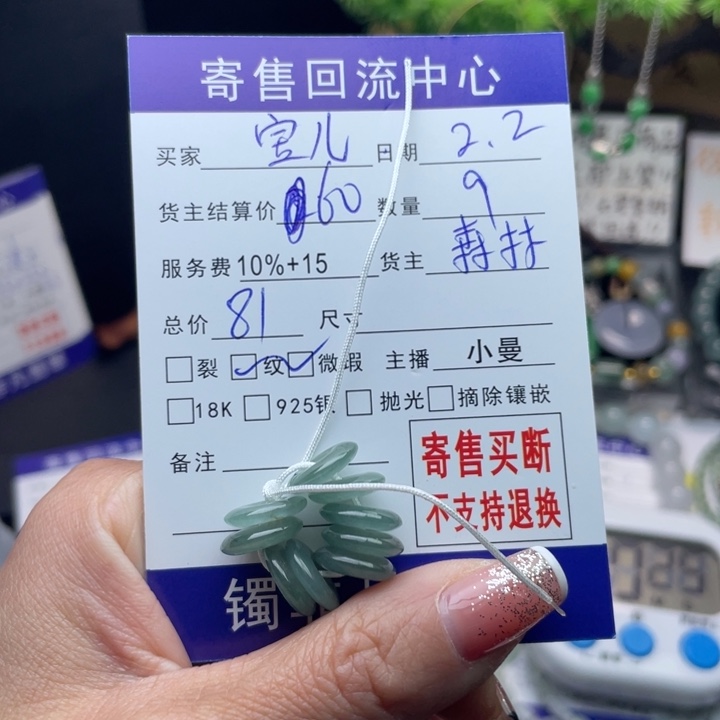 寄售回流中心
买家 宝儿 日期 2.2
货主结算价 60 数量 9
服务费 10%+15 货主
总价 81 尺寸
裂 纹 微瑕 主播 小曼
18K 925银 抛光 摘除镶嵌
备注
寄售买断
不支持退换
镯